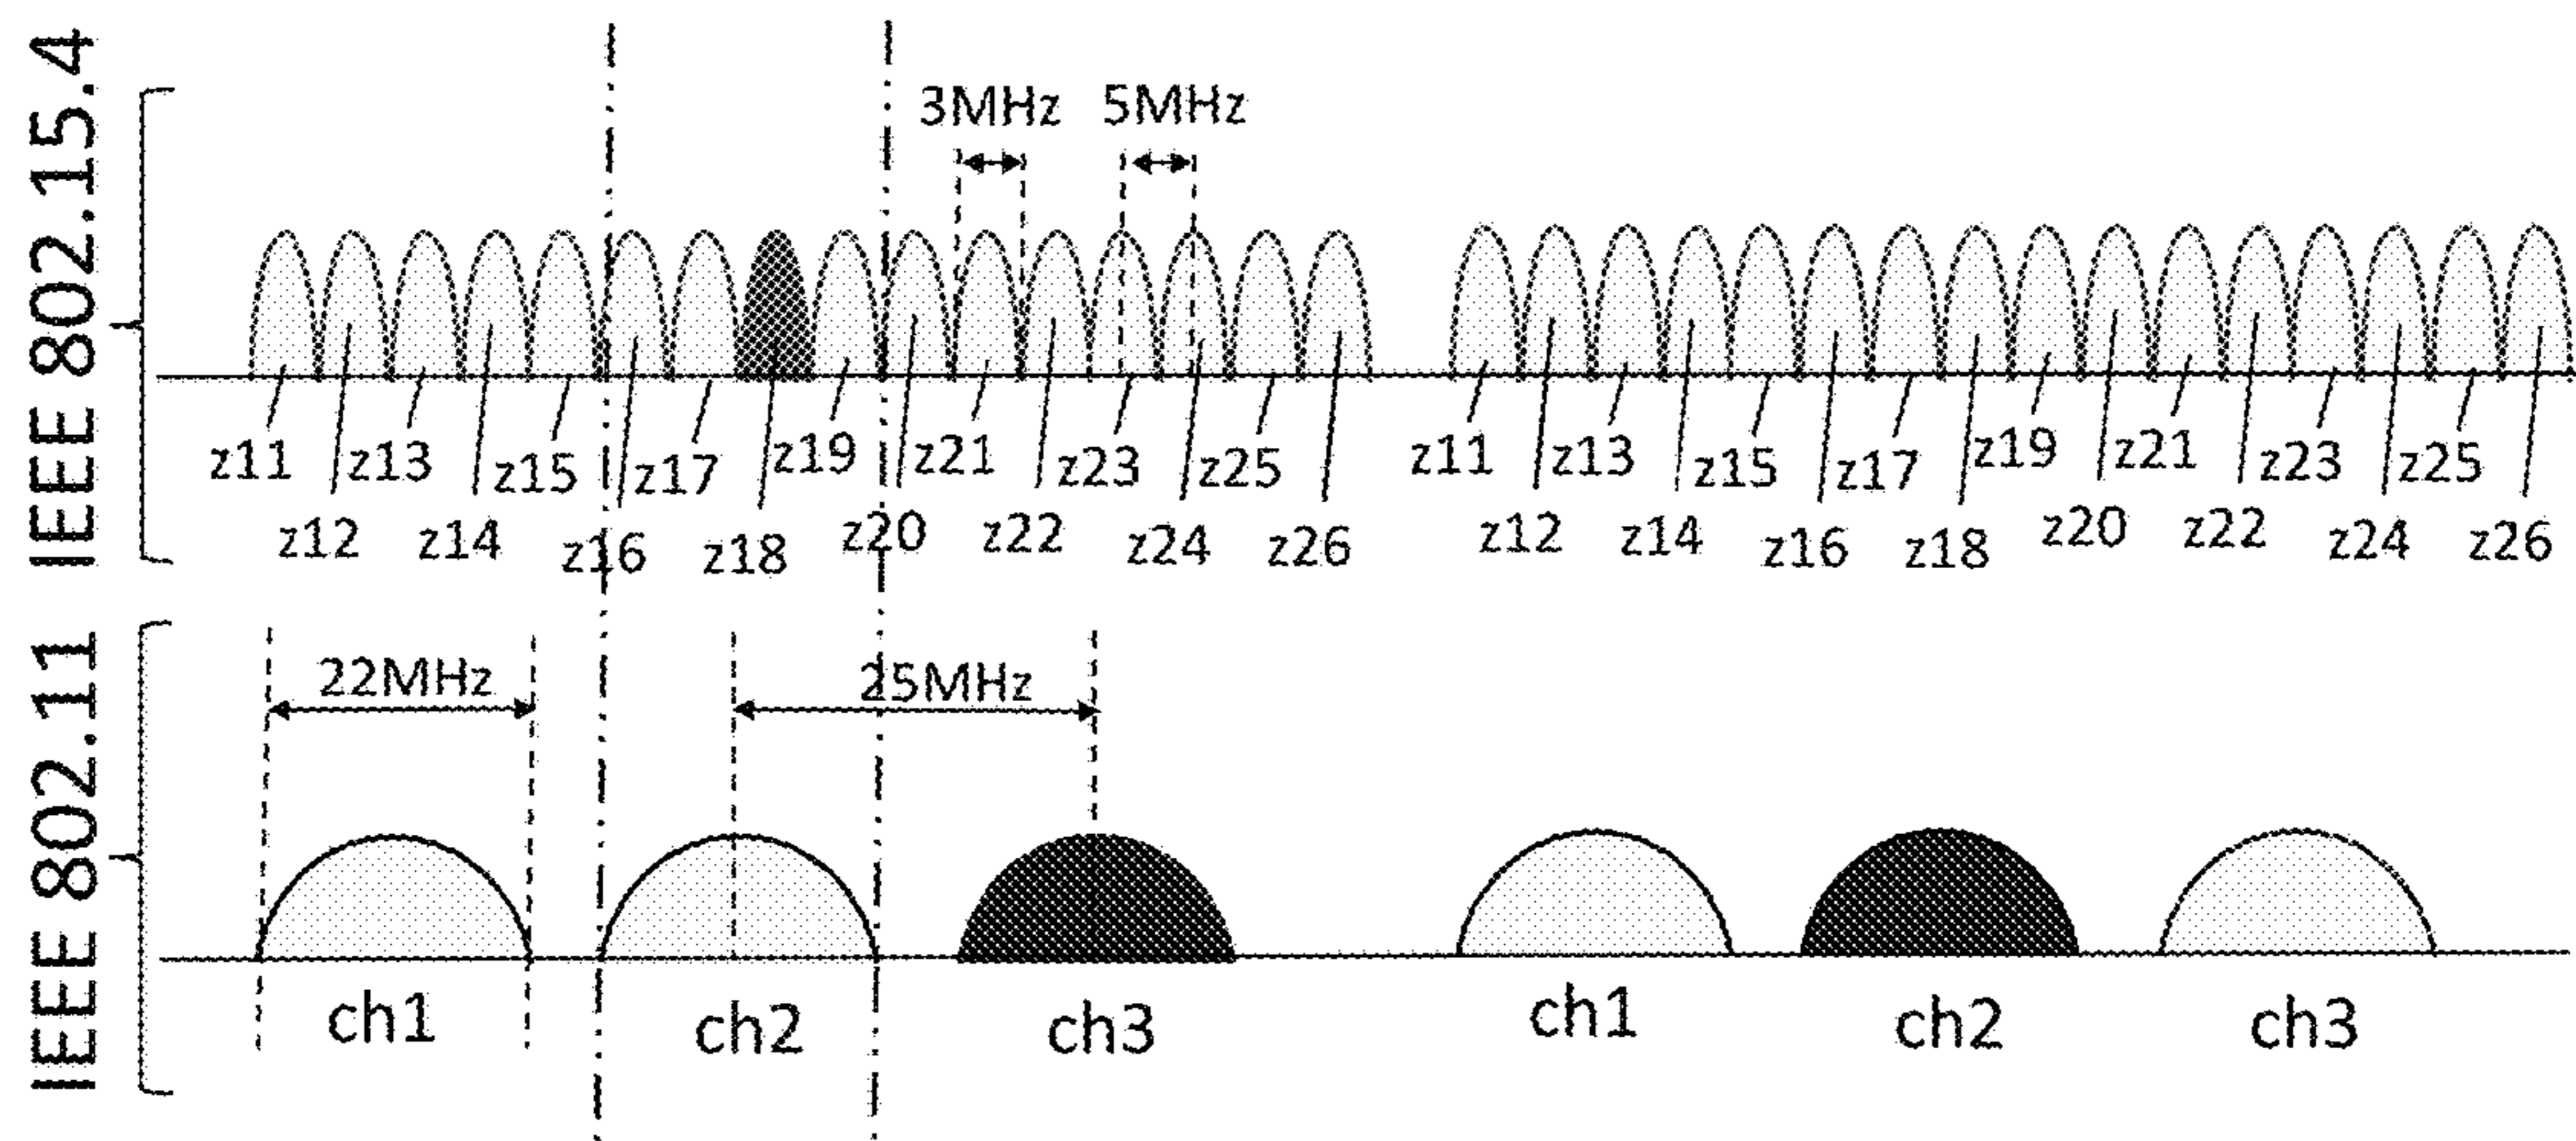 IEEE 802.15.4
3MHz 5MHz
z11 z13 z15 z17 z19 z21 z23 z25 z11 z13 z15 z17 z19 z21 z23 z25
z12 z14 z16 z18 z20 z22 z24 z26 z12 z14 z16 z18 z20 z22 z24 z26
IEEE 802.11
22MHz 25MHz
ch1 ch2 ch3 ch1 ch2 ch3